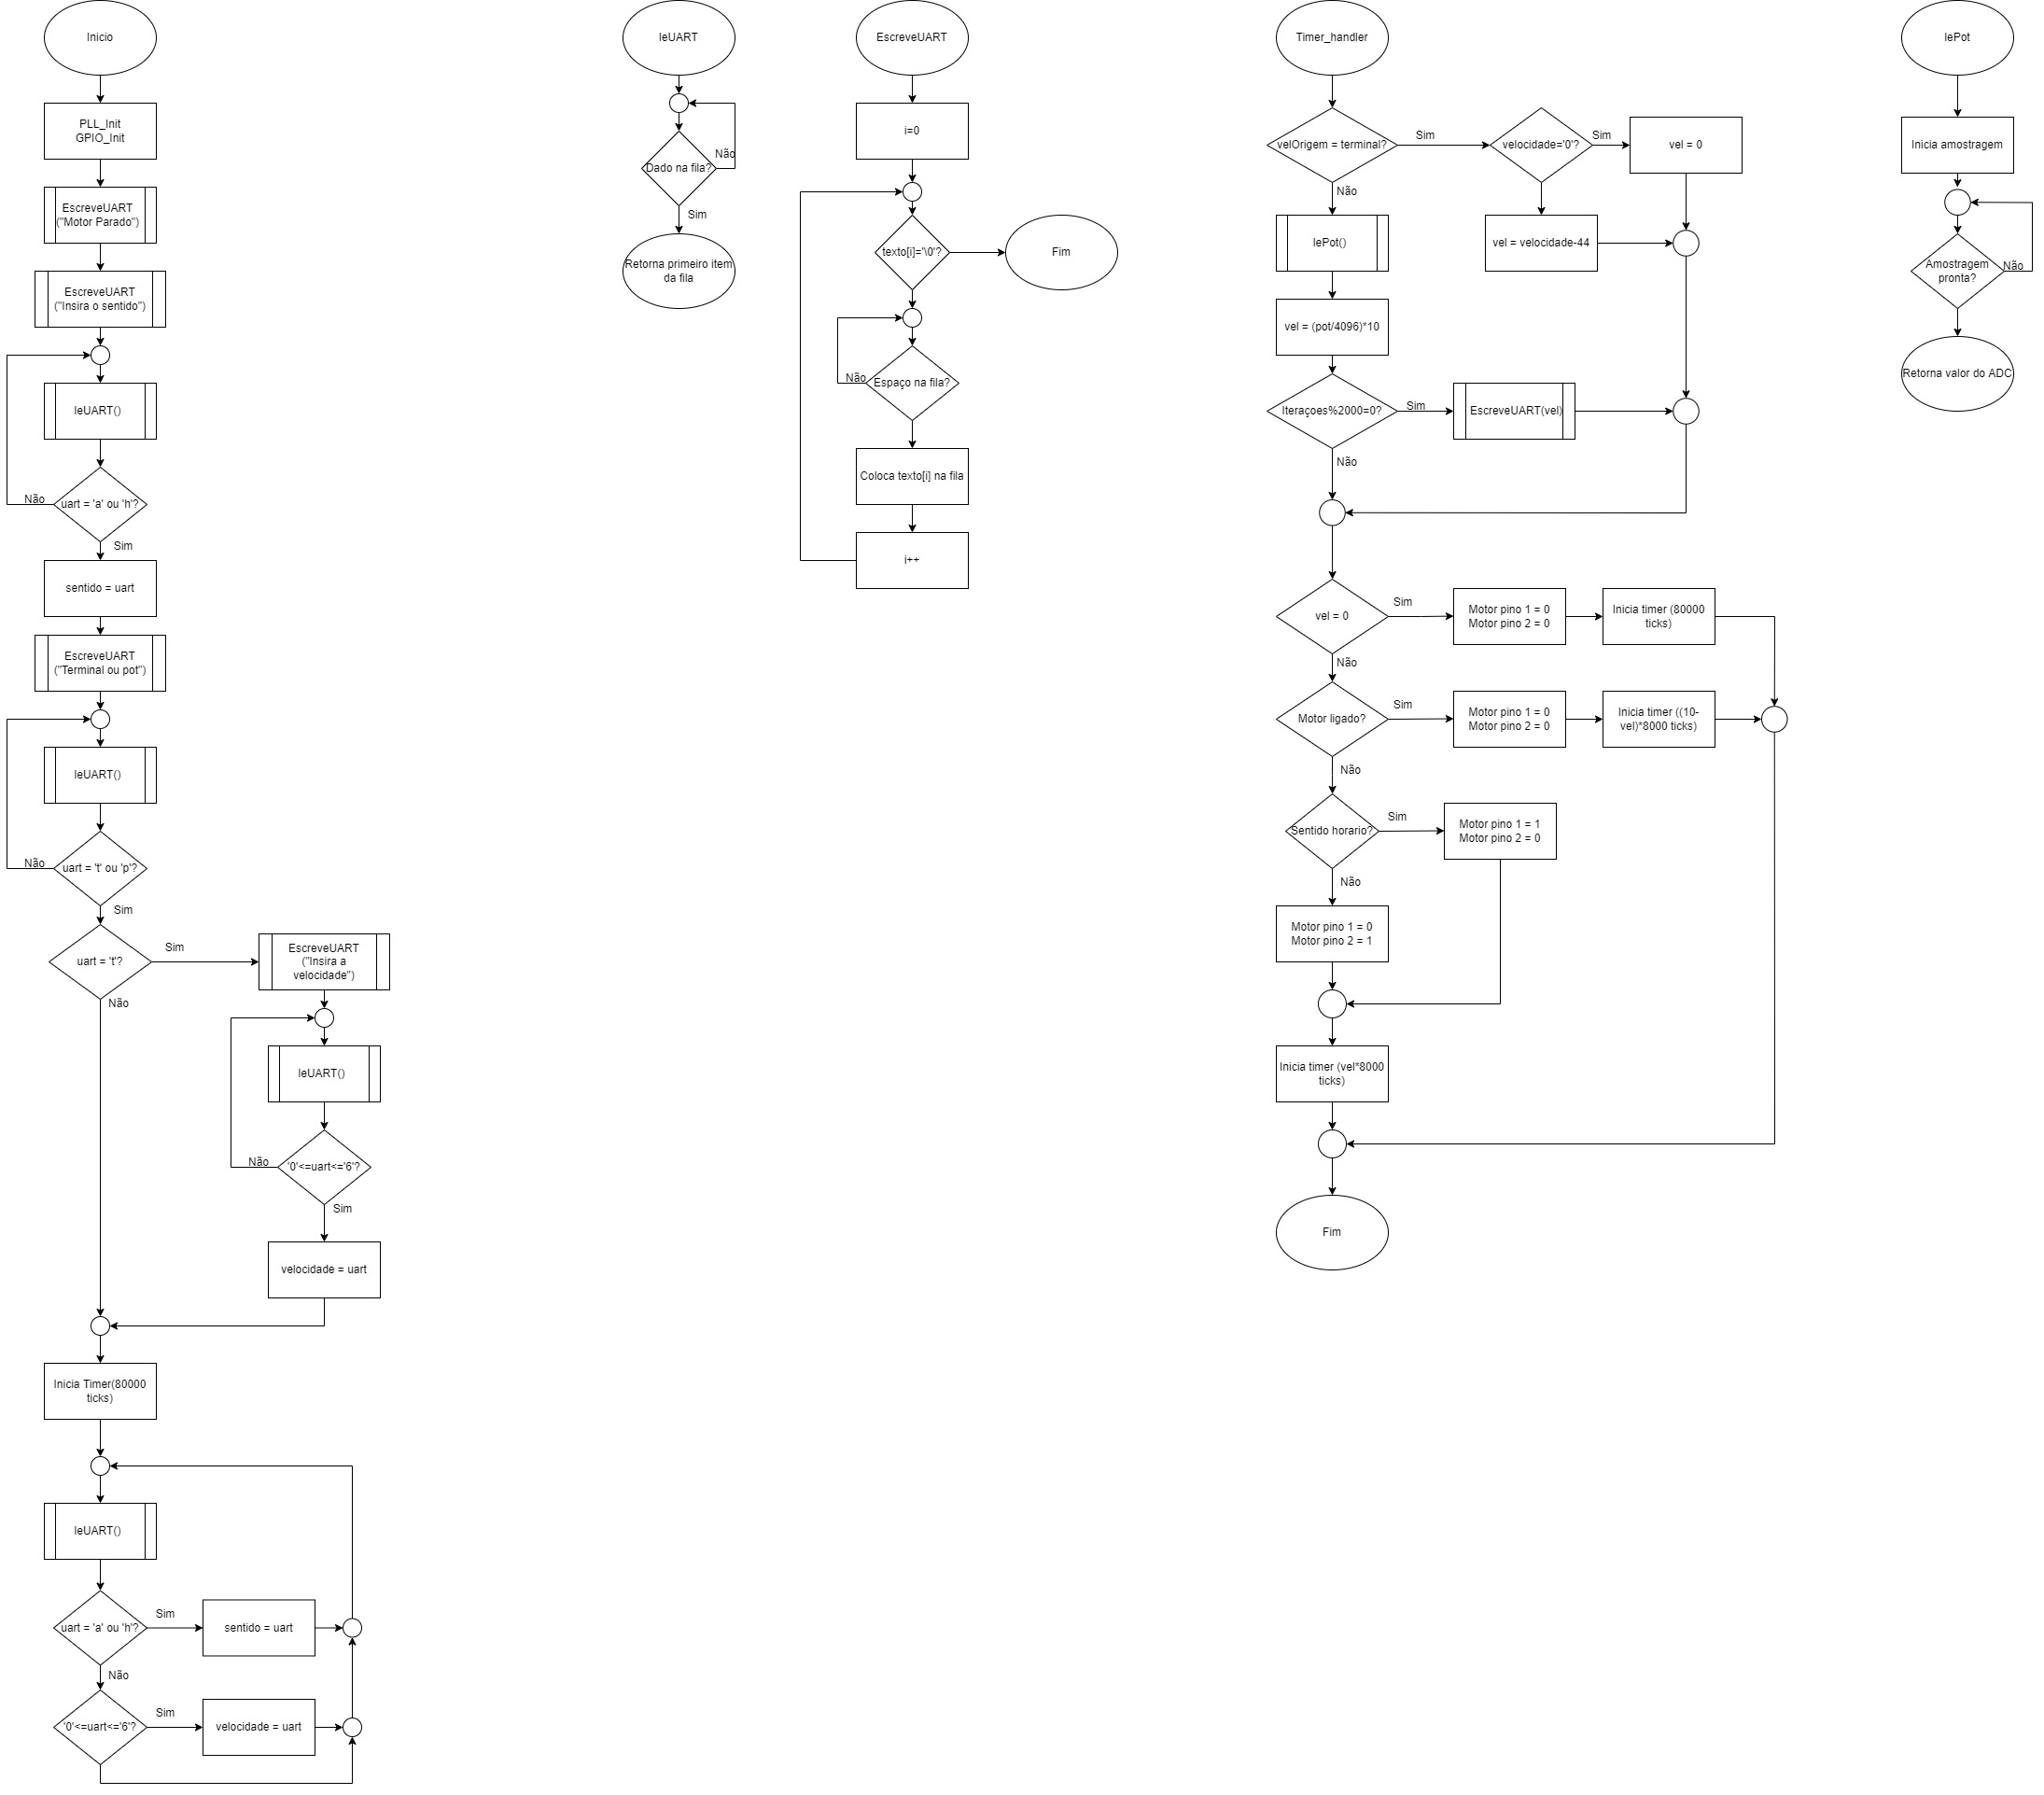 Inicio
PLL_Init
GPIO_Init
EscreveUART
("Motor Parado")
EscreveUART
("Insira o sentido")
leUART()
uart = 'a' ou 'h'?
Não
Sim
sentido = uart
EscreveUART
("Terminal ou pot")
leUART()
uart = 't' ou 'p'?
Não
Sim
uart = 't'?
Sim
Não
EscreveUART
("Insira a
velocidade")
leUART()
'0'<=uart<='6'?
Não
Sim
velocidade = uart
Inicia Timer(80000
ticks)
leUART()
uart = 'a' ou 'h'?
Sim
sentido = uart
Não
'0'<=uart<='6'?
Sim
velocidade = uart
leUART
Dado na fila?
Não
Sim
Retorna primeiro item
da fila
EscreveUART
i=0
texto[i]='\0'?
Fim
Espaço na fila?
Não
Coloca texto[i] na fila
i++
Timer_handler
velOrigem = terminal?
Sim
velocidade='0'?
Sim
vel = 0
Não
vel = velocidade-44
lePot()
vel = (pot/4096)*10
Iteraçoes%2000=0?
Sim
EscreveUART(vel)
Não
vel = 0
Sim
Motor pino 1 = 0
Motor pino 2 = 0
Inicia timer (80000
ticks)
Não
Motor ligado?
Sim
Motor pino 1 = 0
Motor pino 2 = 0
Inicia timer ((10-
vel)*8000 ticks)
Não
Sentido horario?
Sim
Motor pino 1 = 1
Motor pino 2 = 0
Não
Motor pino 1 = 0
Motor pino 2 = 1
Inicia timer (vel*8000
ticks)
Fim
lePot
Inicia amostragem
Amostragem
pronta?
Não
Retorna valor do ADC